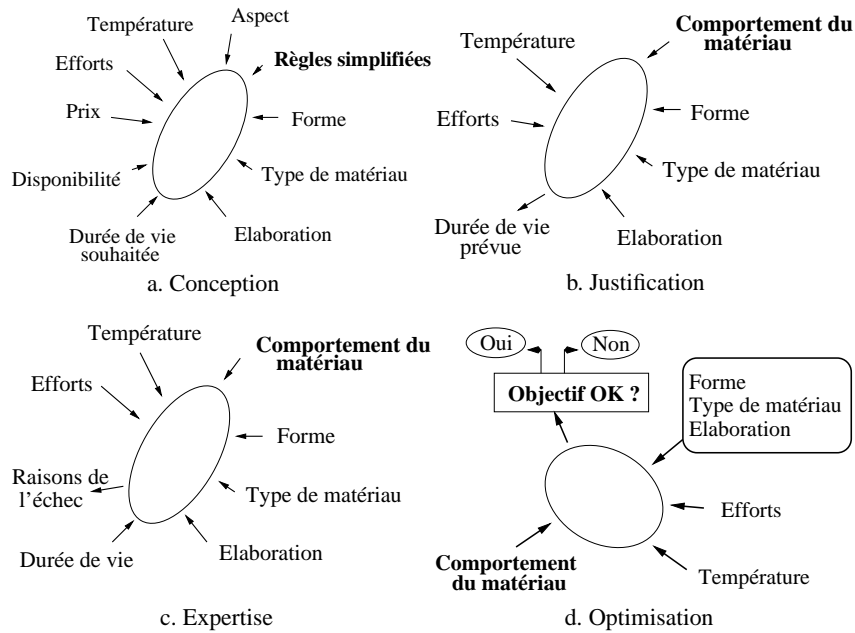 Aspect
Température
Règles simplifiées
Efforts
Prix
Forme
Disponibilité
Type de matériau
Durée de vie
souhaitée
Elaboration
a. Conception
Comportement du
matériau
Température
Efforts
Forme
Type de matériau
Durée de vie
prévue
Elaboration
b. Justification
Température
Comportement du
matériau
Efforts
Forme
Raisons de
l'échec
Type de matériau
Durée de vie
Elaboration
c. Expertise
Oui
Non
Objectif OK ?
Forme
Type de matériau
Elaboration
Efforts
Comportement
du matériau
Température
d. Optimisation